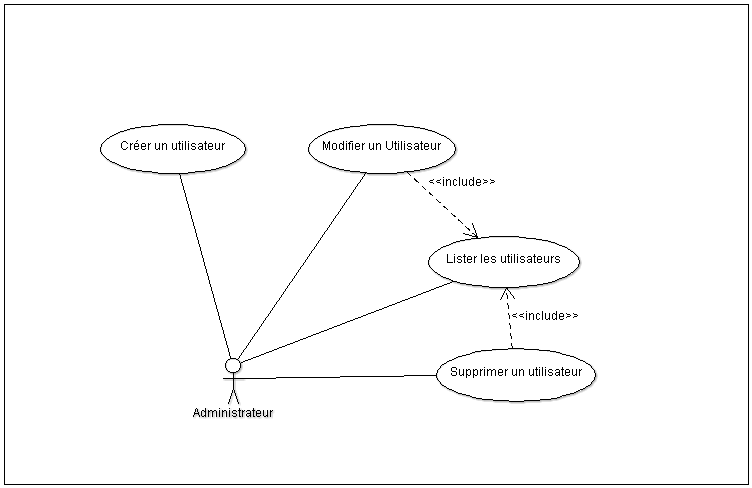 Créer un utilisateur
Modifier un Utilisateur
<<include>>
Lister les utilisateurs
<<include>>
Supprimer un utilisateur
Administrateur